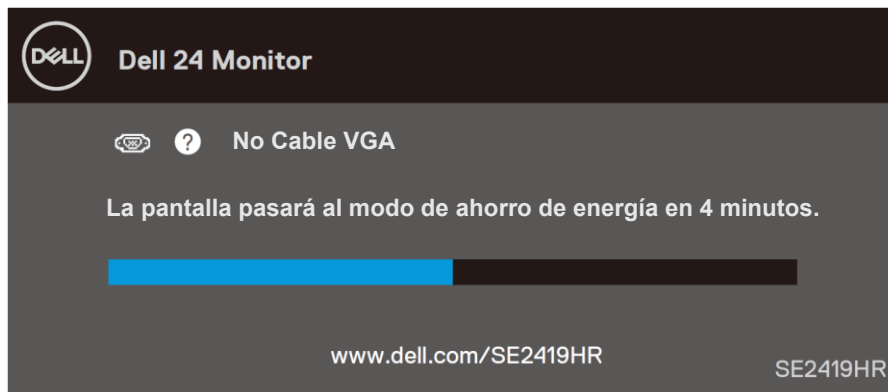 DELL Dell 24 Monitor
? No Cable VGA
La pantalla pasará al modo de ahorro de energía en 4 minutos.
www.dell.com/SE2419HR
SE2419HR